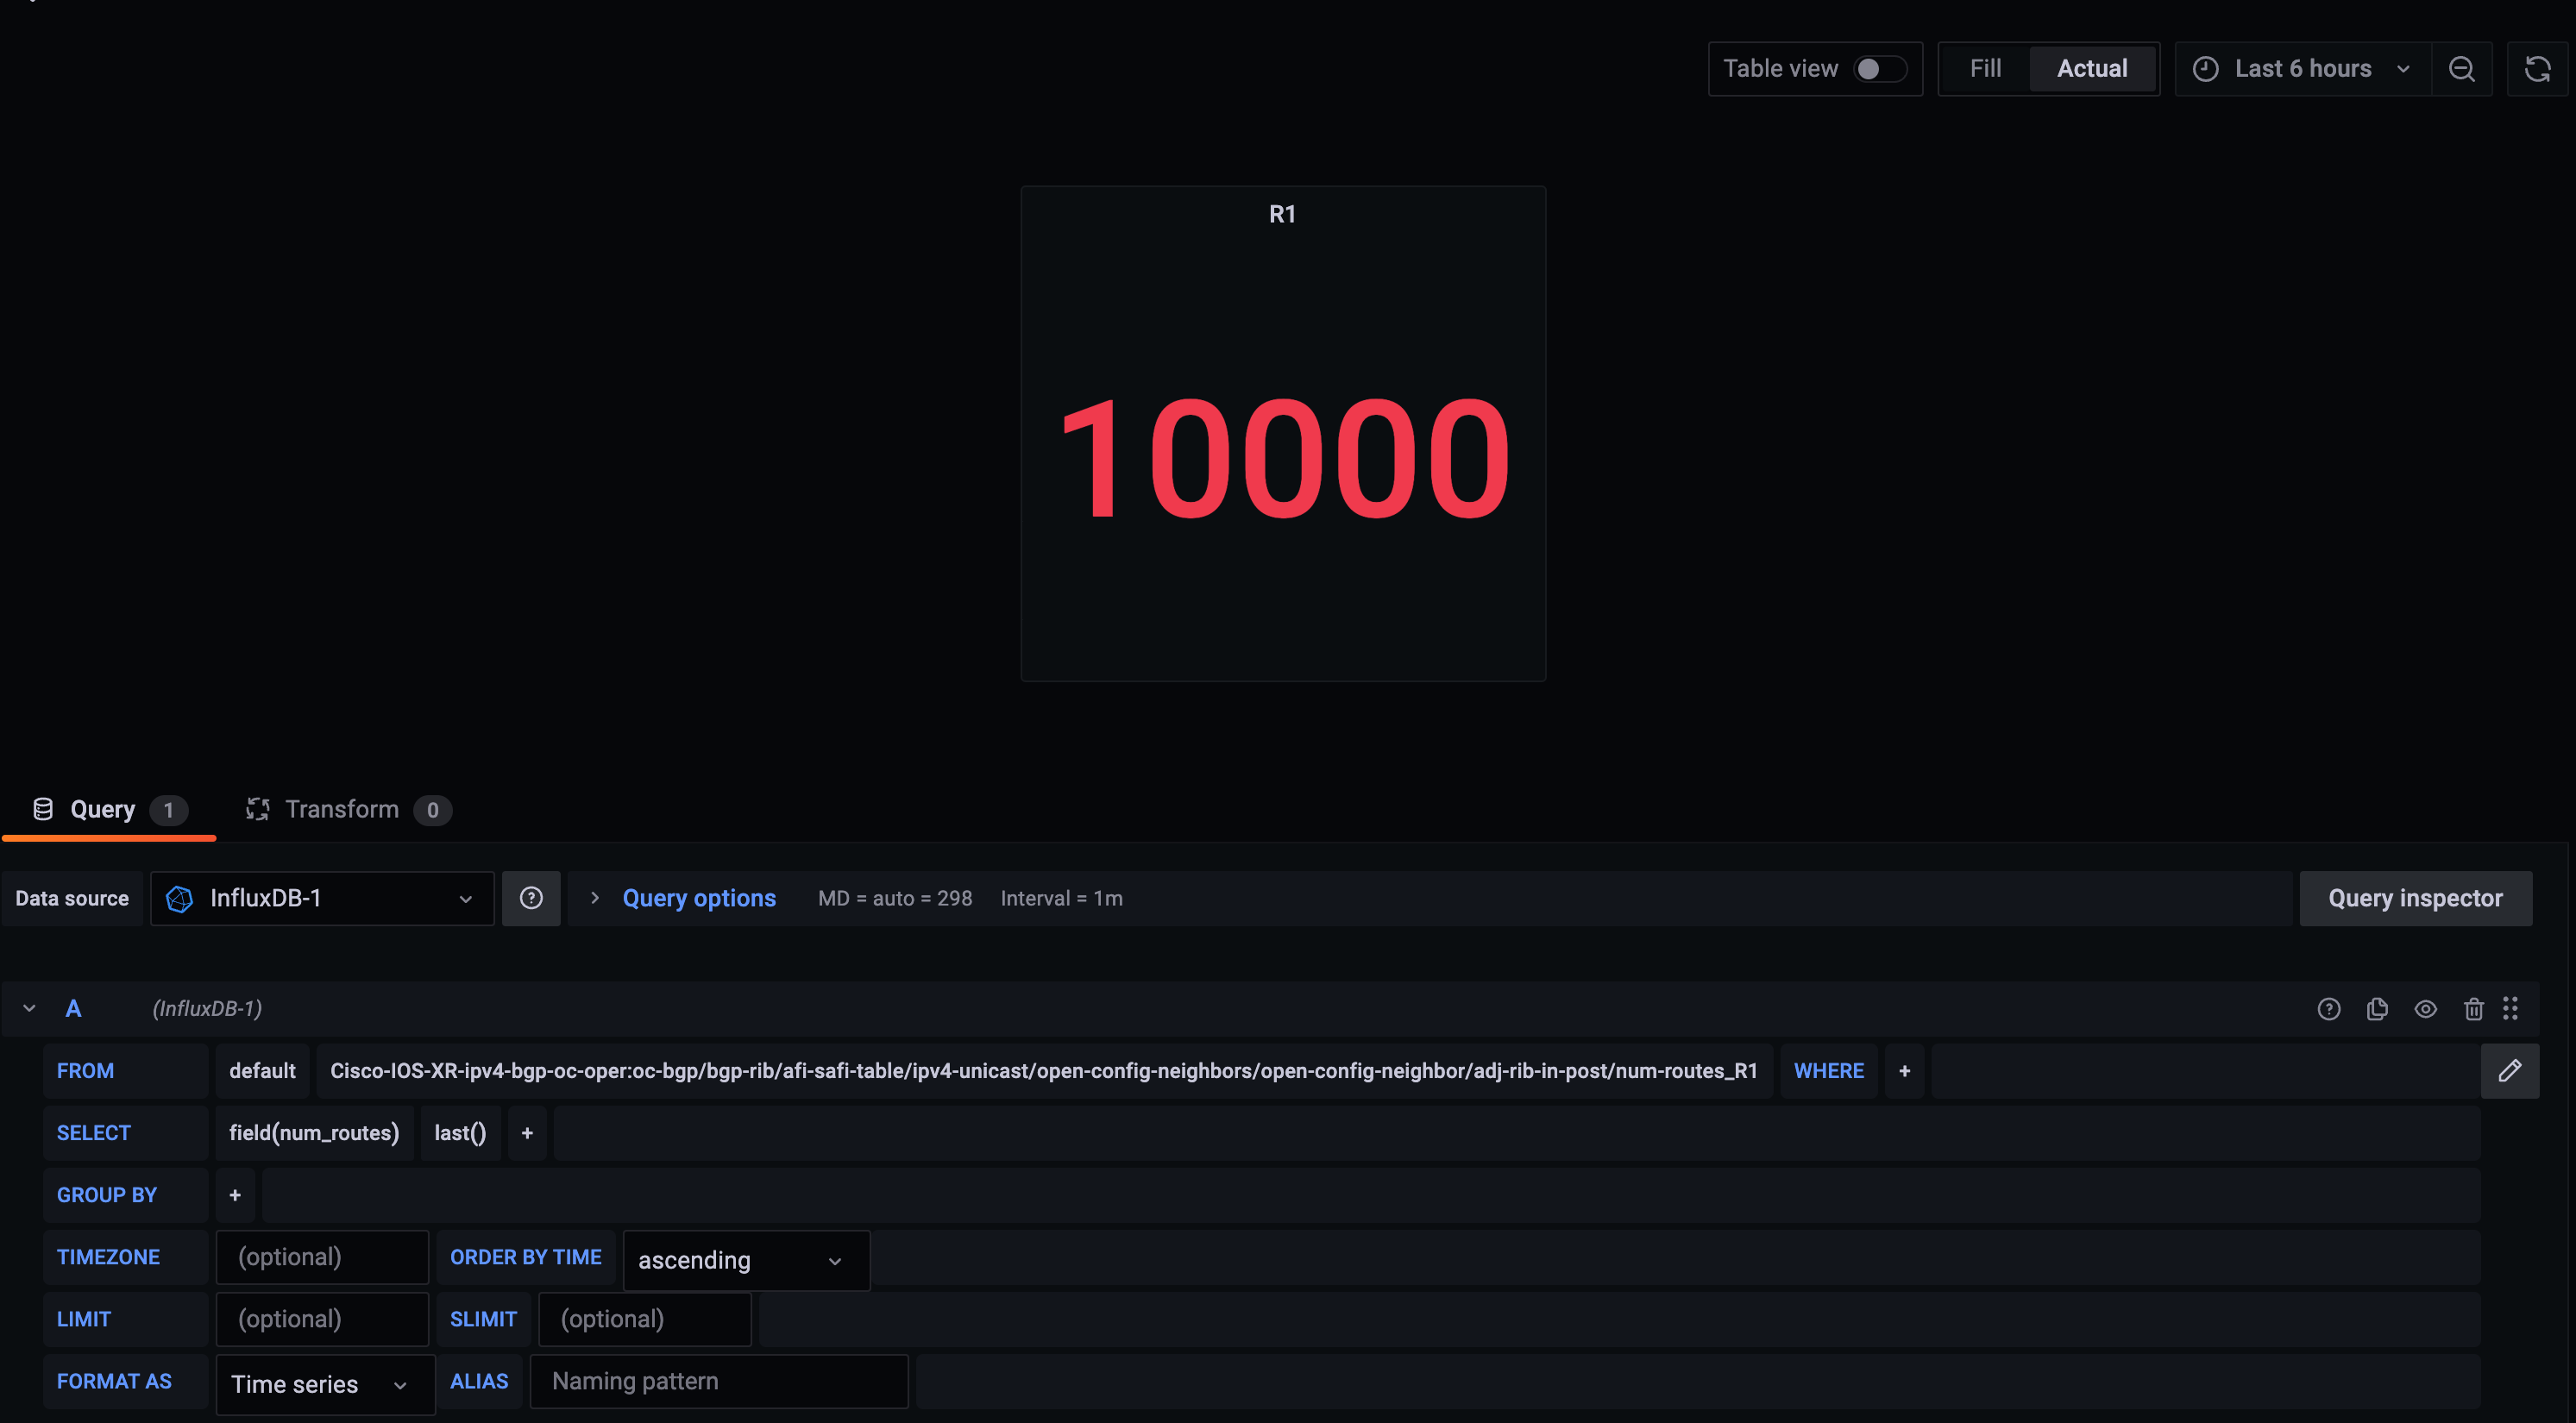 Table view Fill Actual Last 6 hours
R1
10000
Query 1 Transform 0
Data source InfluxDB-1 Query options MD = auto = 298 Interval = 1m Query inspector
A (InfluxDB-1)
FROM default Cisco-IOS-XR-ipv4-bgp-oc-oper:oc-bgp/bgp-rib/afi-safi-table/ipv4-unicast/open-config-neighbors/open-config-neighbor/adj-rib-in-post/num-routes_R1 WHERE +
SELECT field(num_routes) last() +
GROUP BY +
TIMEZONE (optional) ORDER BY TIME ascending
LIMIT (optional) SLIMIT (optional)
FORMAT AS Time series ALIAS Naming pattern